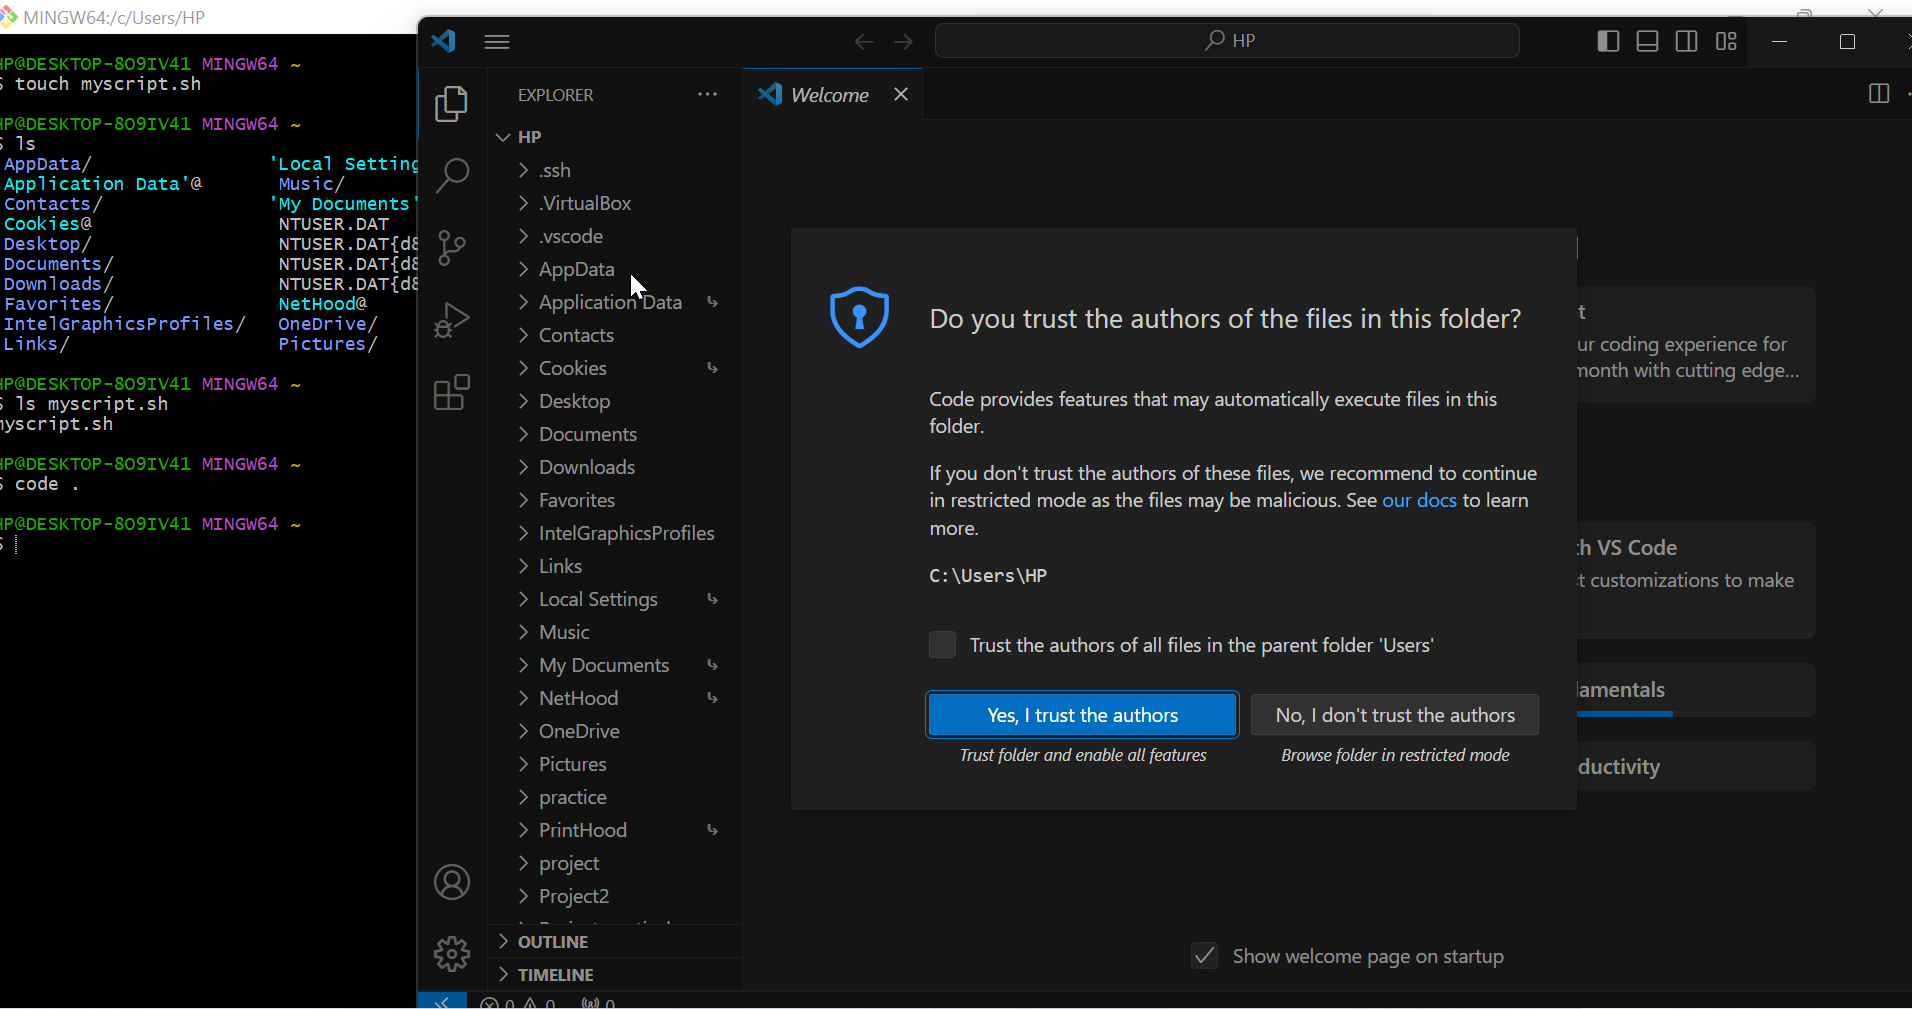 MINGW64:/c/Users/HP
HP@DESKTOP-8O9IV41 MINGW64 ~
$ touch myscript.sh
HP@DESKTOP-8O9IV41 MINGW64 ~
$ ls
AppData/ 'Local Setting
Application Data'@ Music/
Contacts/ 'My Documents'
Cookies@ NTUSER.DAT
Desktop/ NTUSER.DAT{d8
Documents/ NTUSER.DAT{d8
Downloads/ NTUSER.DAT{d8
Favorites/ NetHood@
IntelGraphicsProfiles/ OneDrive/
Links/ Pictures/
HP@DESKTOP-8O9IV41 MINGW64 ~
$ ls myscript.sh
myscript.sh
HP@DESKTOP-8O9IV41 MINGW64 ~
$ code .
HP@DESKTOP-8O9IV41 MINGW64 ~
$
HP
EXPLORER
HP
.ssh
.VirtualBox
.vscode
AppData
Application Data
Contacts
Cookies
Desktop
Documents
Downloads
Favorites
IntelGraphicsProfiles
Links
Local Settings
Music
My Documents
NetHood
OneDrive
Pictures
practice
PrintHood
project
Project2
OUTLINE
TIMELINE
0 0 0
Welcome
Do you trust the authors of the files in this folder?
Code provides features that may automatically execute files in this
folder.
If you don't trust the authors of these files, we recommend to continue
in restricted mode as the files may be malicious. See our docs to learn
more.
C:\Users\HP
Trust the authors of all files in the parent folder 'Users'
Yes, I trust the authors
No, I don't trust the authors
Trust folder and enable all features
Browse folder in restricted mode
t
ur coding experience for
month with cutting edge...
th VS Code
st customizations to make
lamentals
ductivity
Show welcome page on startup